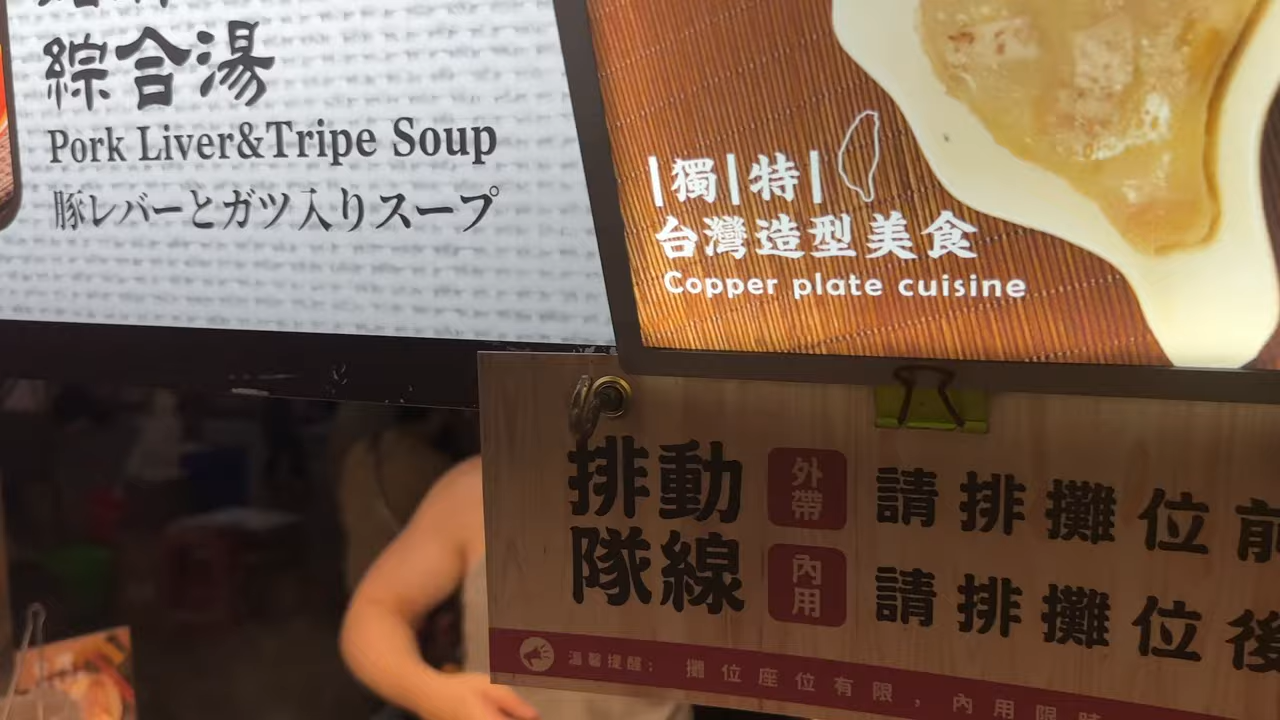 綜合湯
Pork Liver&Tripe Soup
豚レバーとガツ入りスープ
|獨|特|
台灣造型美食
Copper plate cuisine
排動
隊線
外帶
請排攤位前
內用
請排攤位後
溫馨提醒： 攤位座位有限，內用限時